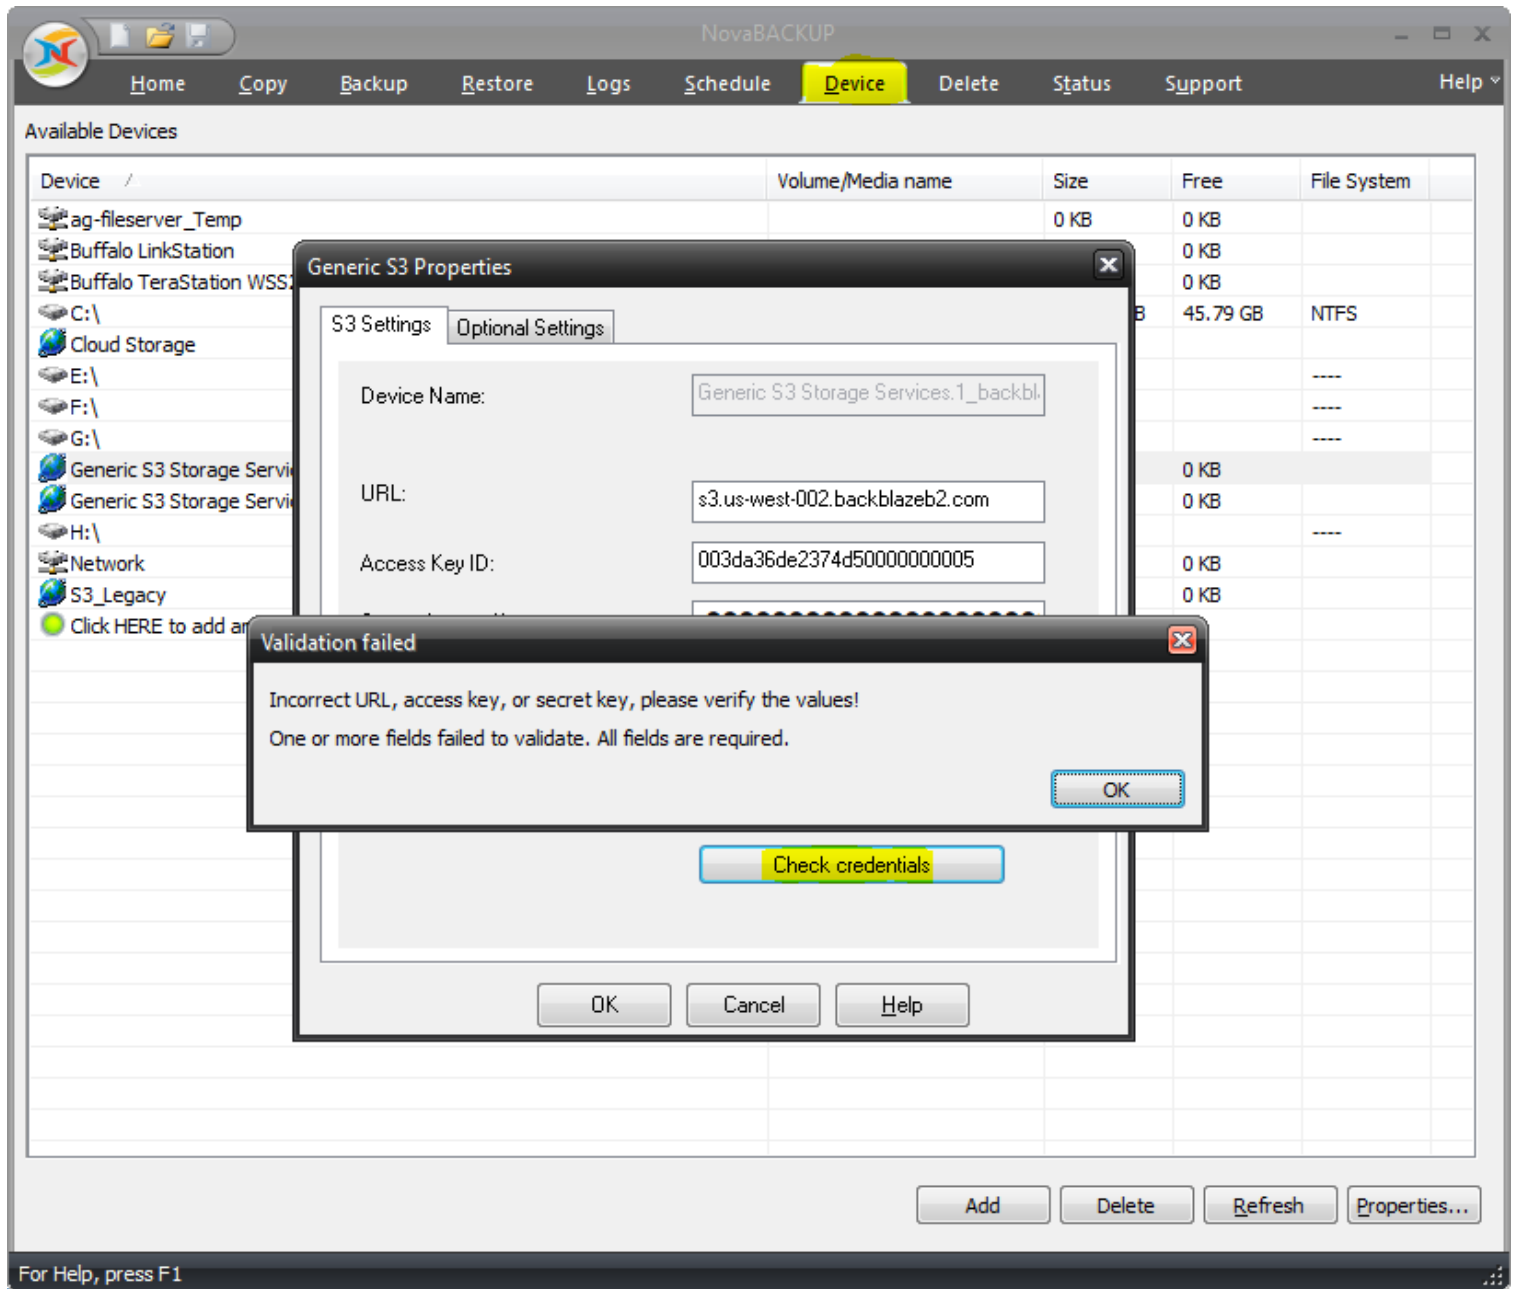 NovaBACKUP
Home Copy Backup Restore Logs Schedule Device Delete Status Support Help
Available Devices
Device Volume/Media name Size Free File System
ag-fileserver_Temp 0 KB 0 KB
Buffalo LinkStation 0 KB
Buffalo TeraStation WSS 0 KB
C:\ B 45.79 GB NTFS
Cloud Storage
E:\ ----
F:\ ----
G:\ ----
Generic S3 Storage Servi 0 KB
Generic S3 Storage Servi 0 KB
H:\ ----
Network 0 KB
S3_Legacy 0 KB
Click HERE to add
Generic S3 Properties
S3 Settings Optional Settings
Device Name: Generic S3 Storage Services.1_backbl
URL: s3.us-west-002.backblazeb2.com
Access Key ID: 003da36de2374d50000000005
Validation failed
Incorrect URL, access key, or secret key, please verify the values!
One or more fields failed to validate. All fields are required.
OK
Check credentials
OK Cancel Help
Add Delete Refresh Properties...
For Help, press F1